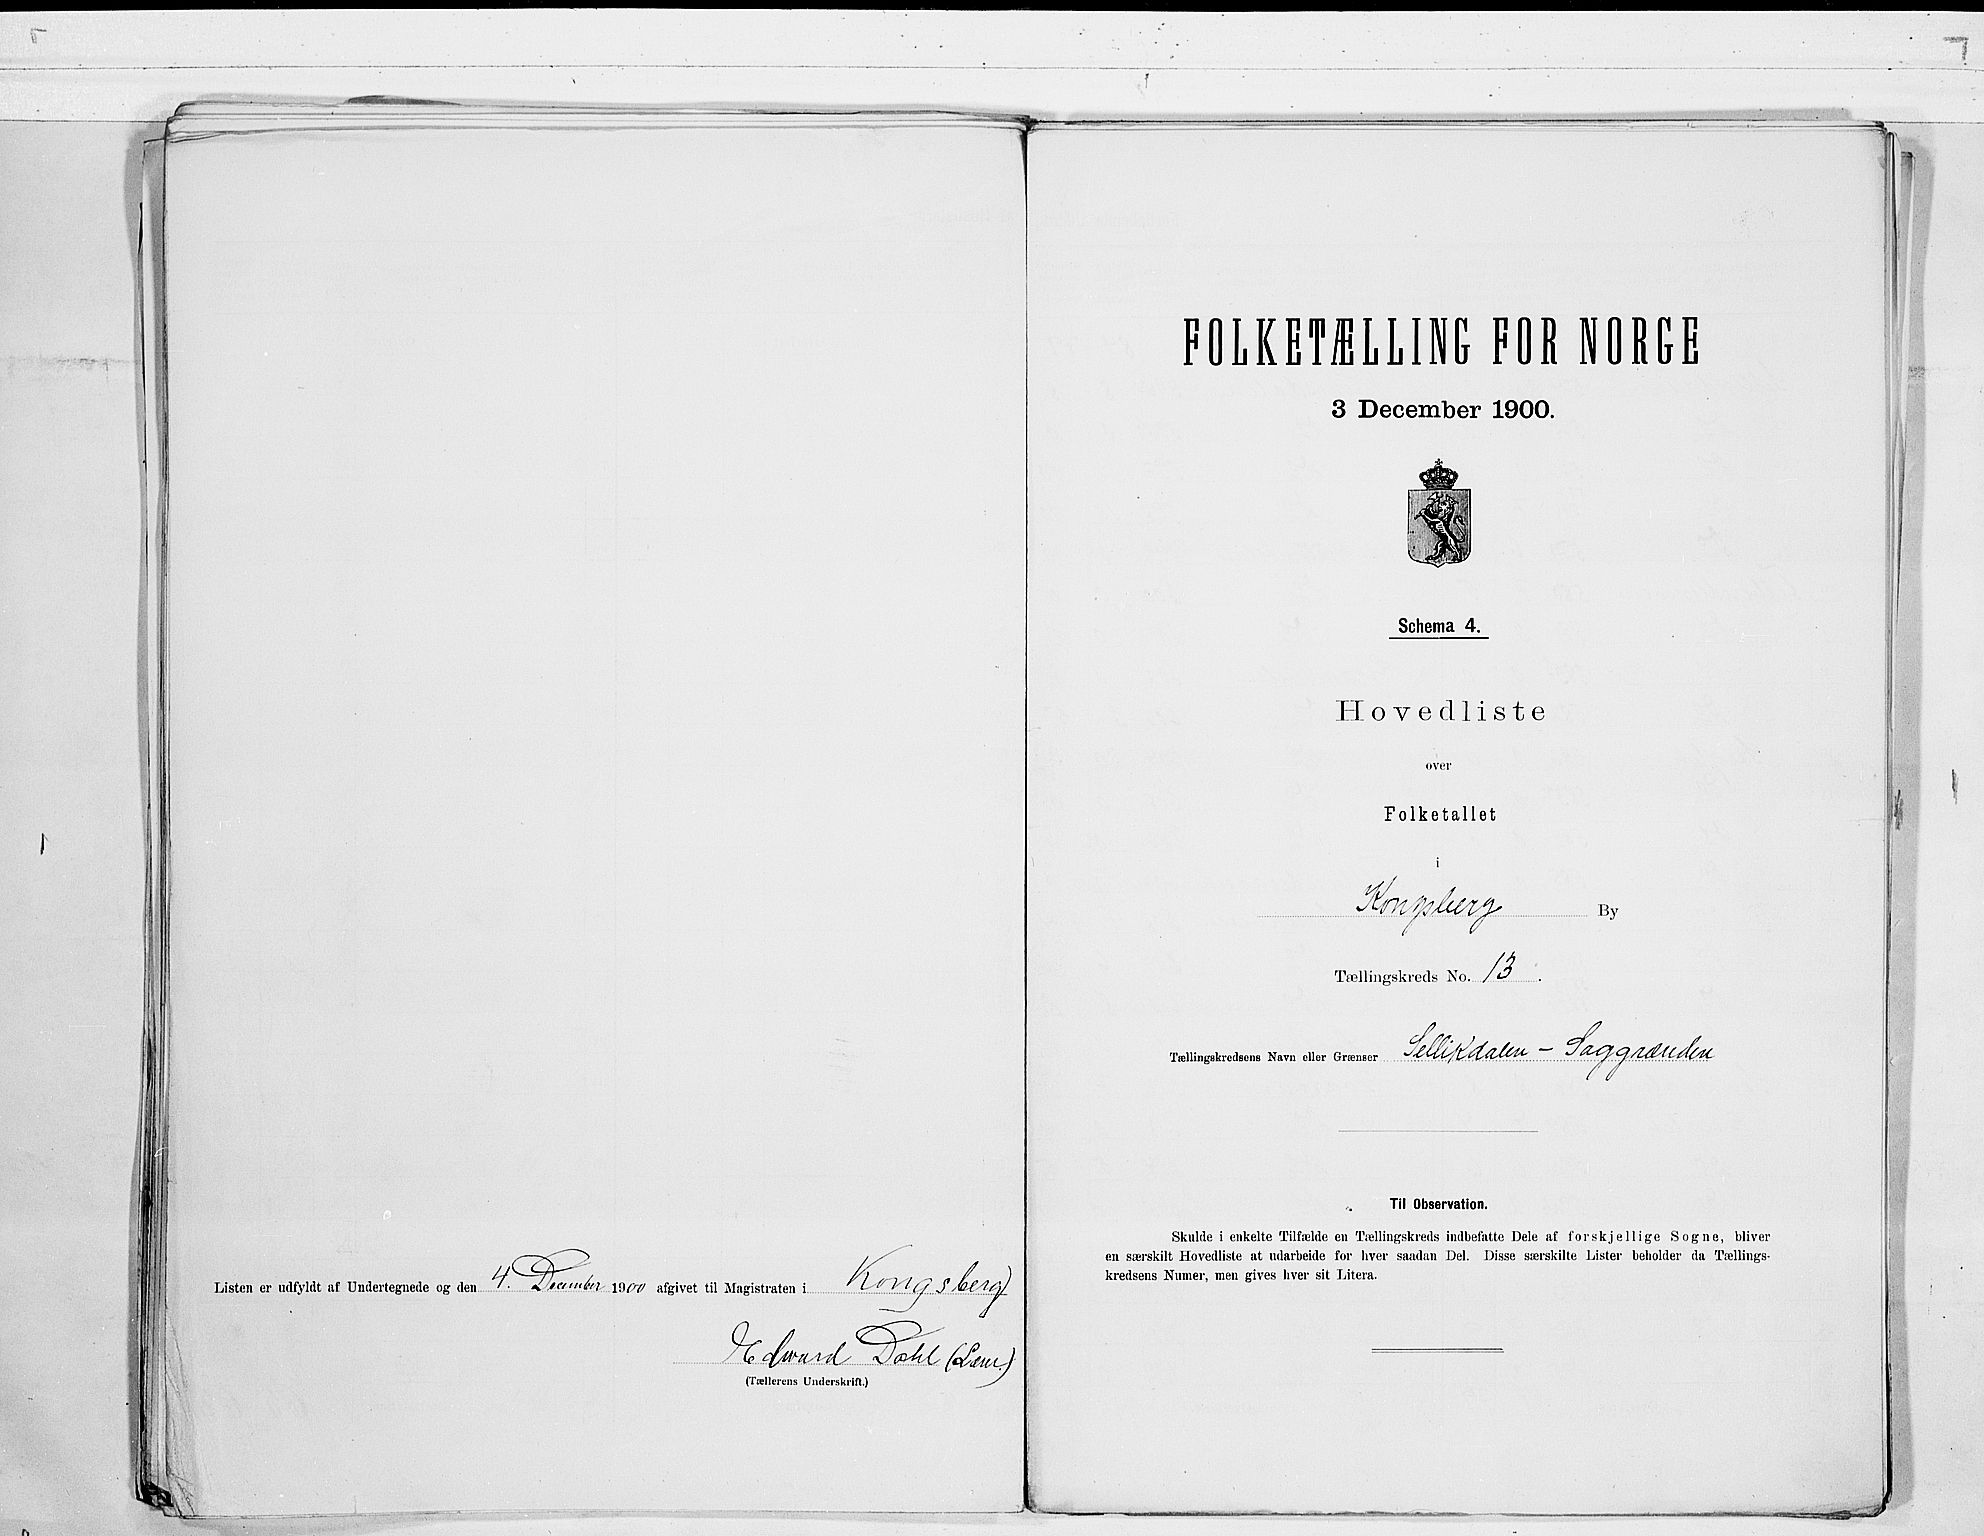 Listen er udfyldt af Undertegnede og den 4. December 1900 afgivet til Magistraten i Kongsberg
Edward Dahl
(Tællerens Underskrift.)
FOLKETÆLLING FOR NORGE
3 December 1900.
Schema 4.
Hovedliste
over
Folketallet
i
Kongsberg By
Tællingskreds No. 13.
Tællingskredsens Navn eller Grænser Sellikdalen – Saggrænden
Til Observation.
Skulde i enkelte Tilfælde en Tællingskreds indbefatte Dele af forskjellige Sogne, bliver
en særskilt Hovedliste at udarbeide for hver saadan Del. Disse særskilte Lister beholder da Tællings-
kredsens Numer, men gives hver sit Litera.